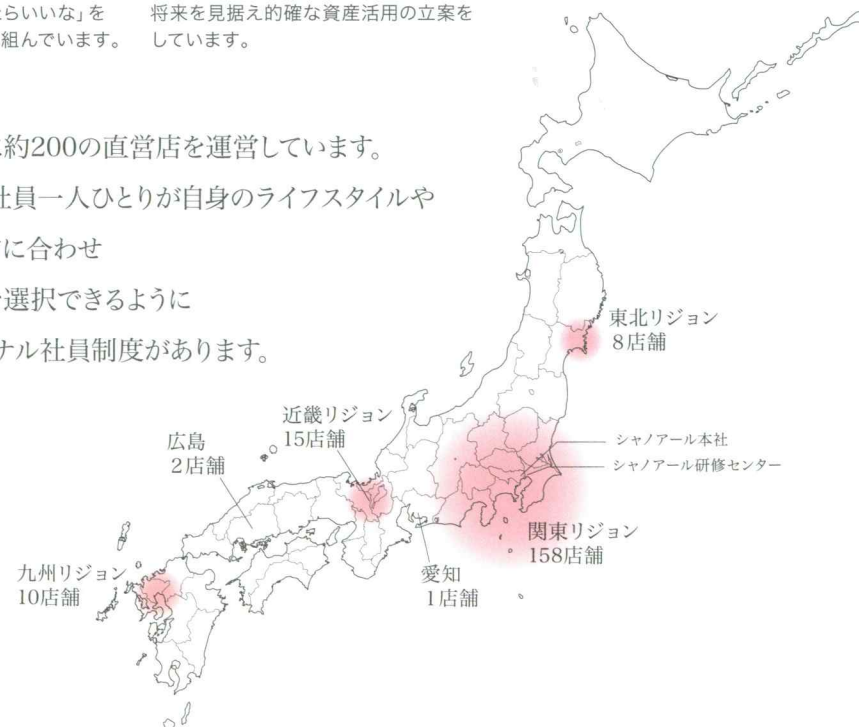 たらいいな」を
組んでいます。
将来を見据え的確な資産活用の立案を
しています。
約200の直営店を運営しています。
社員一人ひとりが自身のライフスタイルや
に合わせ
選択できるように
ナル社員制度があります。
東北リジョン
8店舗
近畿リジョン
15店舗
広島
2店舗
シャノアール本社
シャノアール研修センター
関東リジョン
158店舗
九州リジョン
10店舗
愛知
1店舗